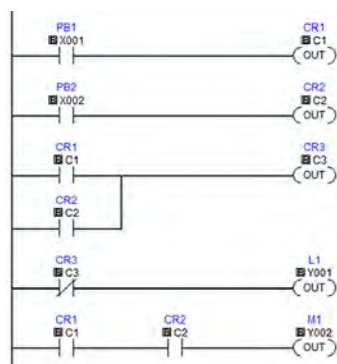 PB1 CR1
X001 C1
OUT
PB2 CR2
X002 C2
OUT
CR1 CR3
C1 C3
OUT
CR2
C2
CR3 L1
C3 Y001
OUT
CR1 CR2 M1
C1 C2 Y002
OUT